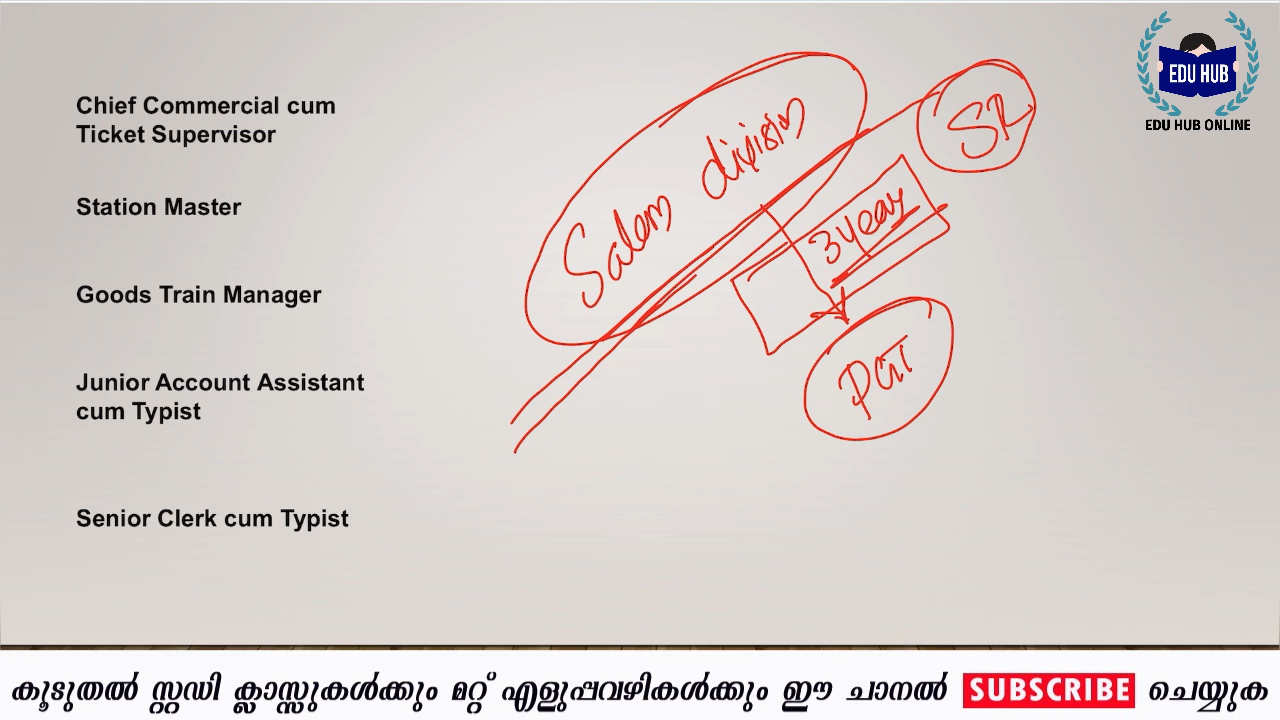 Chief Commercial cum
Ticket Supervisor
Station Master
Goods Train Manager
Junior Account Assistant
cum Typist
Senior Clerk cum Typist
Salem division
SR
3 year
PGT
EDU HUB
EDU HUB ONLINE
കൂടുതൽ സ്റ്റഡി ക്ലാസ്സുകൾക്കും മറ്റ് എളുപ്പവഴികൾക്കും ഈ ചാനൽ SUBSCRIBE ചെയ്യുക